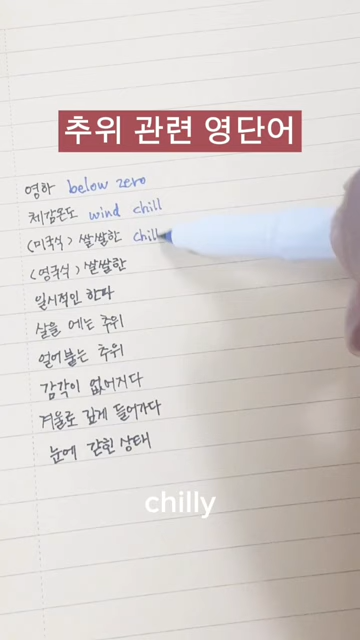 추위 관련 영단어
영하 below zero
체감온도 wind chill
(미국식) 쌀쌀한 chill
(영국식) 쌀쌀한
일시적인 한파
살을 에는 추위
얼어붙는 추위
감각이 없어지다
겨울로 깊게 들어가다
눈에 갇힌 상태
chilly